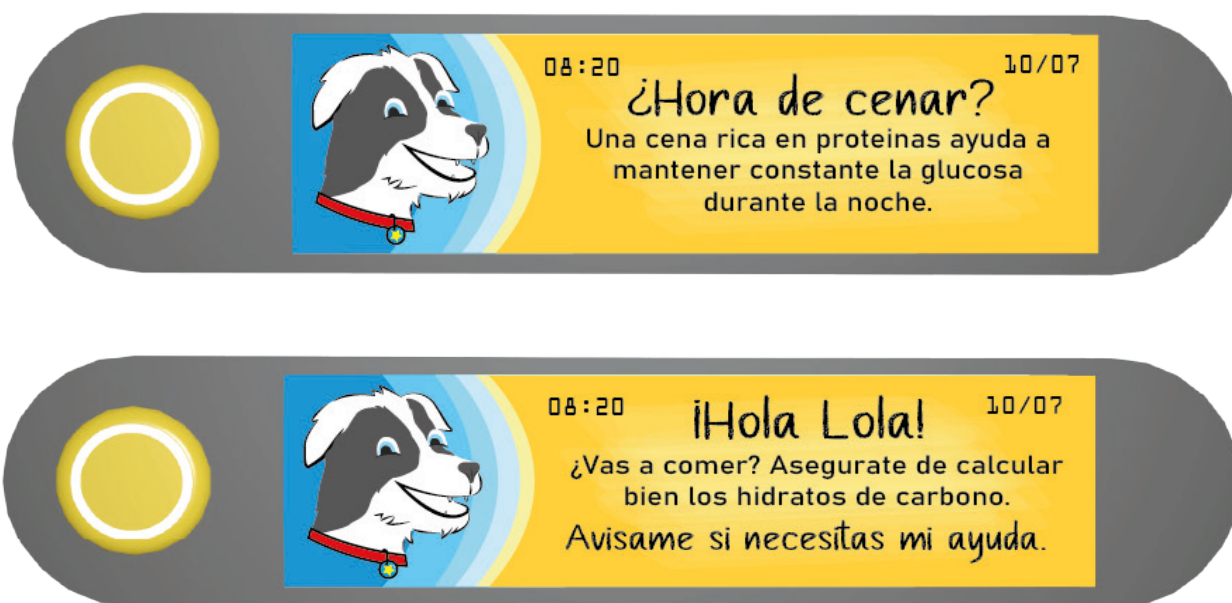 08:20
10/07
¿Hora de cenar?
Una cena rica en proteinas ayuda a
mantener constante la glucosa
durante la noche.
08:20
10/07
¡Hola Lola!
¿Vas a comer? Asegurate de calcular
bien los hidratos de carbono.
Avisame si necesitas mi ayuda.